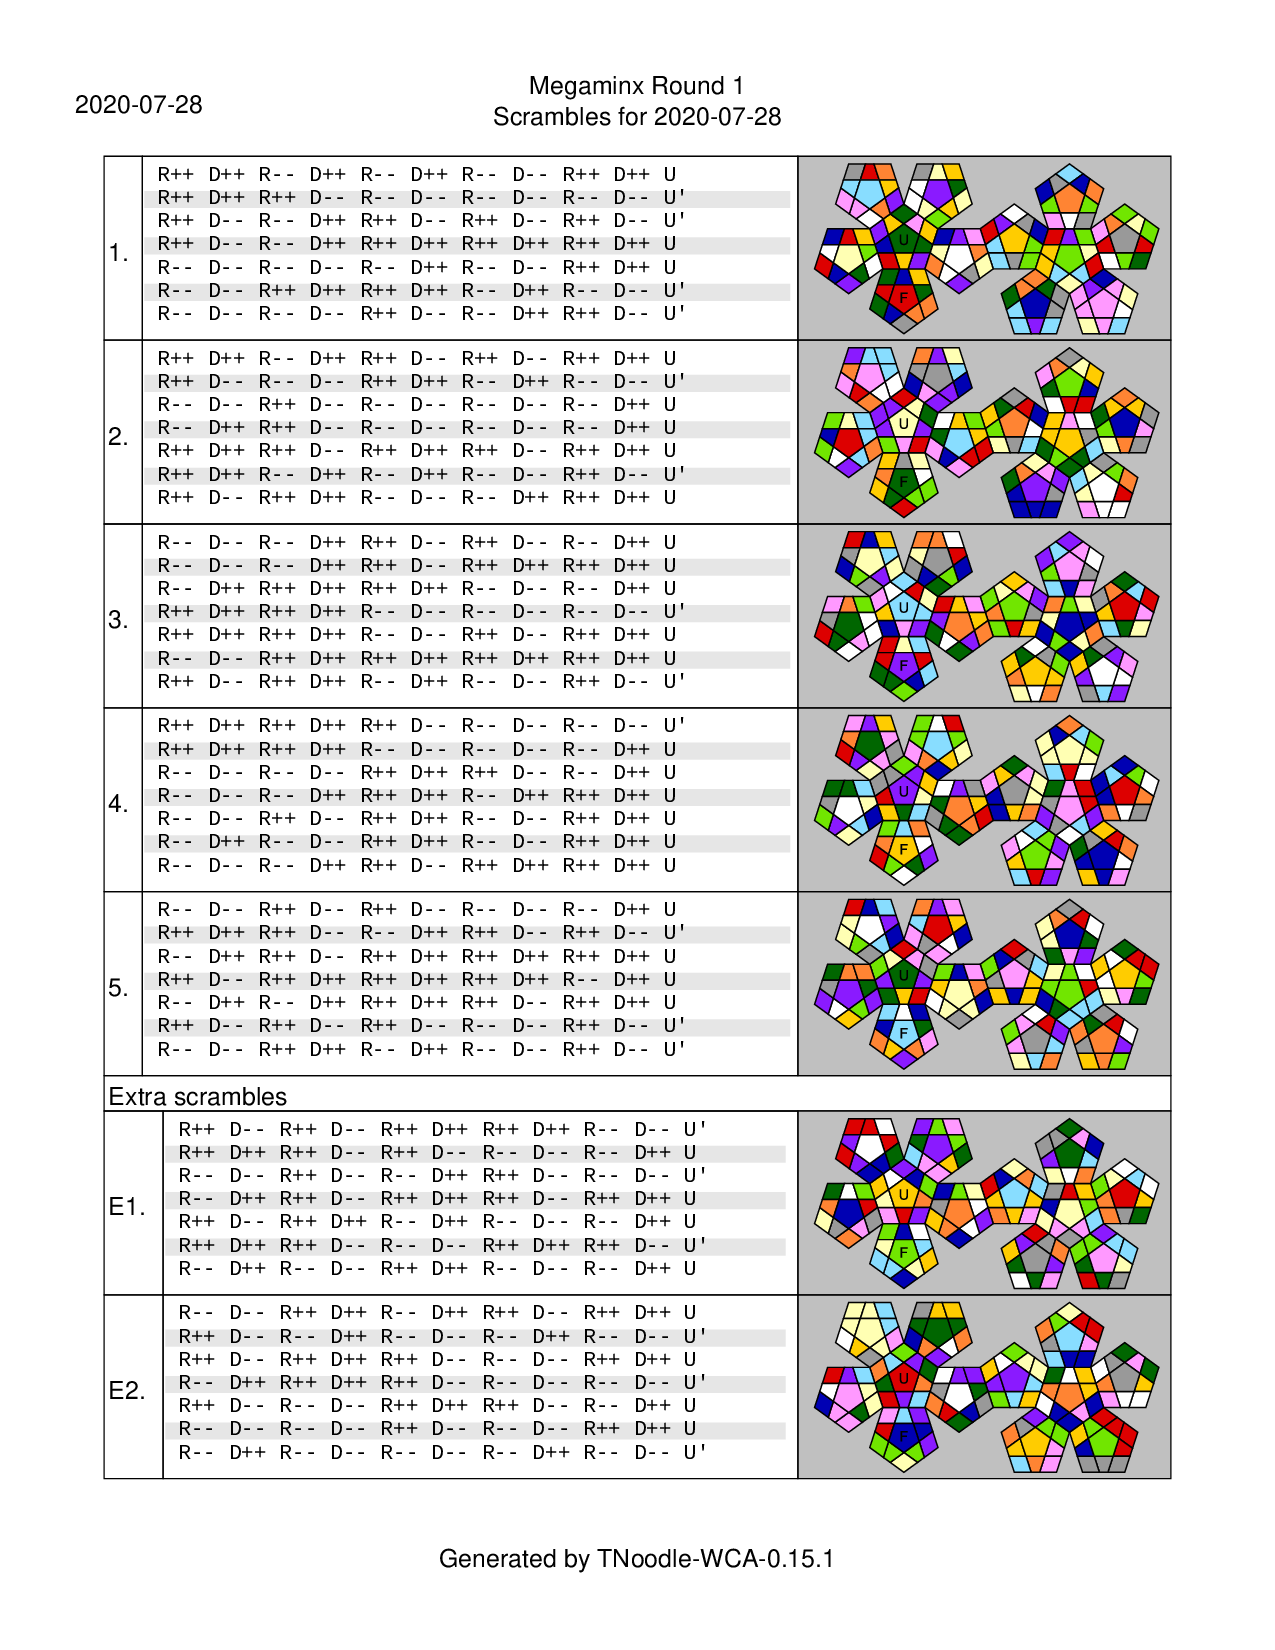 2020-07-28
Megaminx Round 1
Scrambles for 2020-07-28
1.
R++ D++ R-- D++ R-- D++ R-- D-- R++ D++ U
R++ D++ R++ D-- R-- D-- R-- D-- R-- D-- U'
R++ D-- R-- D++ R++ D-- R++ D-- R++ D-- U'
R++ D-- R-- D++ R++ D++ R++ D++ R++ D++ U
R-- D-- R-- D-- R-- D++ R-- D-- R++ D++ U
R-- D-- R++ D++ R++ D++ R-- D++ R-- D-- U'
R-- D-- R-- D-- R++ D-- R-- D++ R++ D-- U'
U
F
2.
R++ D++ R-- D++ R++ D-- R++ D-- R++ D++ U
R++ D-- R-- D-- R++ D++ R-- D++ R-- D-- U'
R-- D-- R++ D-- R-- D-- R-- D-- R-- D++ U
R-- D++ R++ D-- R-- D-- R-- D-- R-- D++ U
R++ D++ R++ D-- R++ D++ R++ D-- R-- D++ U
R++ D++ R-- D++ R-- D++ R-- D-- R++ D-- U'
R++ D-- R++ D++ R-- D-- R-- D++ R++ D++ U
U
F
3.
R-- D-- R-- D++ R++ D-- R++ D-- R-- D++ U
R-- D-- R-- D++ R++ D-- R++ D++ R++ D++ U
R-- D++ R++ D++ R++ D++ R-- D-- R-- D++ U
R++ D++ R++ D++ R-- D-- R-- D-- R-- D-- U'
R++ D++ R++ D++ R-- D-- R++ D-- R++ D++ U
R-- D-- R++ D++ R++ D++ R++ D++ R++ D++ U
R++ D-- R++ D++ R-- D++ R-- D-- R++ D-- U'
U
F
4.
R++ D++ R++ D++ R++ D-- R-- D-- R-- D-- U'
R++ D++ R++ D++ R-- D-- R-- D-- R-- D++ U
R-- D-- R-- D-- R++ D++ R++ D-- R-- D++ U
R-- D-- R-- D++ R++ D++ R-- D++ R++ D++ U
R-- D-- R++ D-- R++ D-- R-- D-- R++ D++ U
R-- D++ R-- D-- R++ D++ R-- D-- R++ D++ U
R-- D-- R-- D++ R++ D-- R++ D++ R++ D++ U
U
F
5.
R-- D-- R++ D-- R++ D-- R-- D-- R-- D++ U
R++ D++ R++ D-- R-- D++ R++ D-- R++ D-- U'
R-- D++ R++ D-- R++ D++ R++ D++ R++ D++ U
R++ D-- R++ D++ R++ D++ R++ D++ R-- D++ U
R-- D++ R-- D++ R++ D++ R++ D-- R++ D++ U
R++ D-- R++ D-- R++ D-- R-- D-- R++ D-- U'
R-- D-- R++ D++ R-- D++ R-- D-- R++ D-- U'
U
F
Extra scrambles
E1.
R++ D-- R++ D-- R++ D++ R++ D++ R-- D-- U'
R++ D++ R++ D-- R++ D-- R-- D-- R-- D++ U
R-- D-- R++ D-- R-- D++ R++ D-- R-- D-- U'
R-- D++ R++ D-- R++ D++ R++ D-- R++ D++ U
R++ D-- R++ D++ R-- D++ R-- D-- R-- D++ U
R++ D++ R++ D-- R-- D-- R++ D++ R++ D-- U'
R-- D++ R-- D-- R++ D++ R-- D-- R-- D++ U
U
F
E2.
R-- D-- R++ D++ R-- D++ R++ D-- R++ D++ U
R++ D-- R-- D++ R-- D-- R-- D++ R-- D-- U'
R++ D-- R++ D++ R++ D-- R-- D-- R++ D++ U
R-- D++ R++ D++ R++ D-- R-- D-- R-- D-- U'
R++ D-- R-- D-- R++ D++ R++ D-- R-- D++ U
R-- D-- R-- D-- R++ D-- R-- D-- R++ D++ U
R-- D++ R-- D-- R-- D-- R-- D++ R-- D-- U'
U
F
Generated by TNoodle-WCA-0.15.1